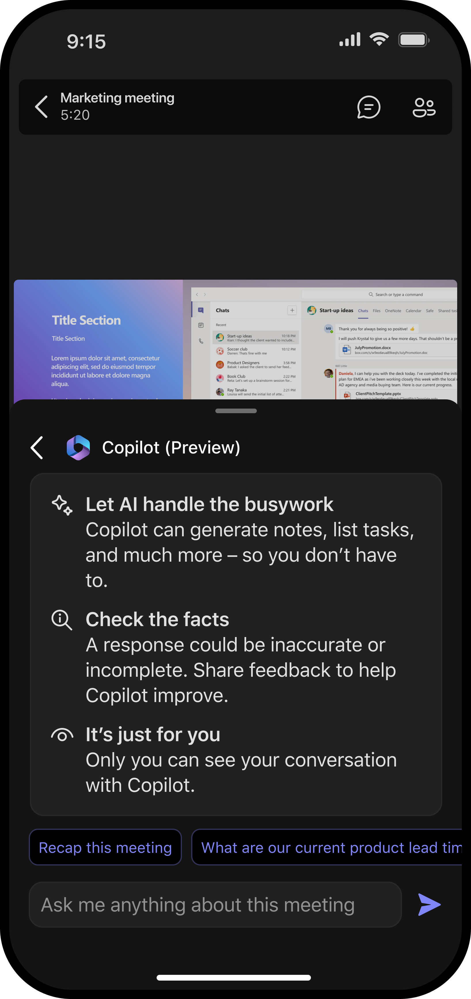 9:15
Marketing meeting
5:20
Title Section
Title Section
Lorem ipsum dolor sit amet, consectetur
adipiscing elit, sed do eiusmod tempor
incididunt ut labore et dolore magna
aliqua.
Search or type a command
Chats
Recent
Start-up ideas 10:18 PM
Kian: I thought the client wanted to include...
Soccer club 10:12 PM
Darren: Thats fine with me
Product Designers 3:58 PM
Babak: I asked the client to send her feed...
Book Club 2:22 PM
Reta: Let's set up a brainstorm session for...
Ray Tanaka 2:21 PM
Louisa will send the initial list of atte...
Start-up ideas Chats Files OneNote Calendar Safe Shared
MB
Thank you for always being so positive! 👍
I will push Krystal to give us a few more days. That shouldn't be a
JulyPromotion.docx
box.com/s/w9eo6eua89keqh/JulyPromotion.doc
Will Little
Daniela, I can help you with the deck today. I've completed the
plan for EMEA as i've been working closely this week with the local
AD agency and media buying team. Here is our current progress.
ClientPitchTemplate.pptx
box.com/s/w9eo6eua89keqh/ClientPitchTemplate.pptx
Copilot (Preview)
Let AI handle the busywork
Copilot can generate notes, list tasks,
and much more – so you don't have
to.
Check the facts
A response could be inaccurate or
incomplete. Share feedback to help
Copilot improve.
It's just for you
Only you can see your conversation
with Copilot.
Recap this meeting
What are our current product lead tim
Ask me anything about this meeting